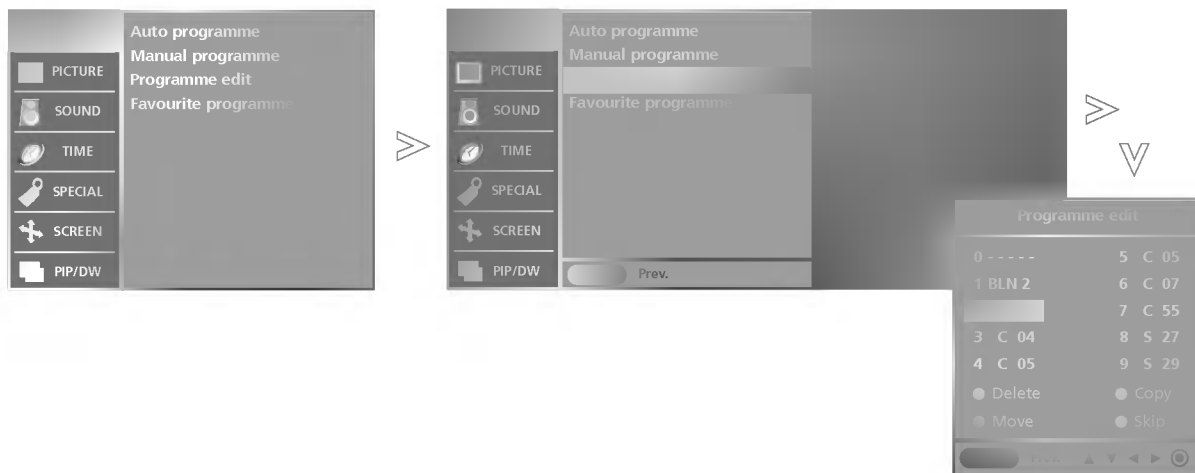 Auto programme
Manual programme
Programme edit
Favourite programme
PICTURE
SOUND
TIME
SPECIAL
SCREEN
PIP/DW
Auto programme
Manual programme
Favourite programme
PICTURE
SOUND
TIME
SPECIAL
SCREEN
PIP/DW
Prev.
Programme edit
0 - - - - -
5 C 05
1 BLN 2
6 C 07
7 C 55
3 C 04
8 S 27
4 C 05
9 S 29
Delete
Copy
Move
Skip
Prev.